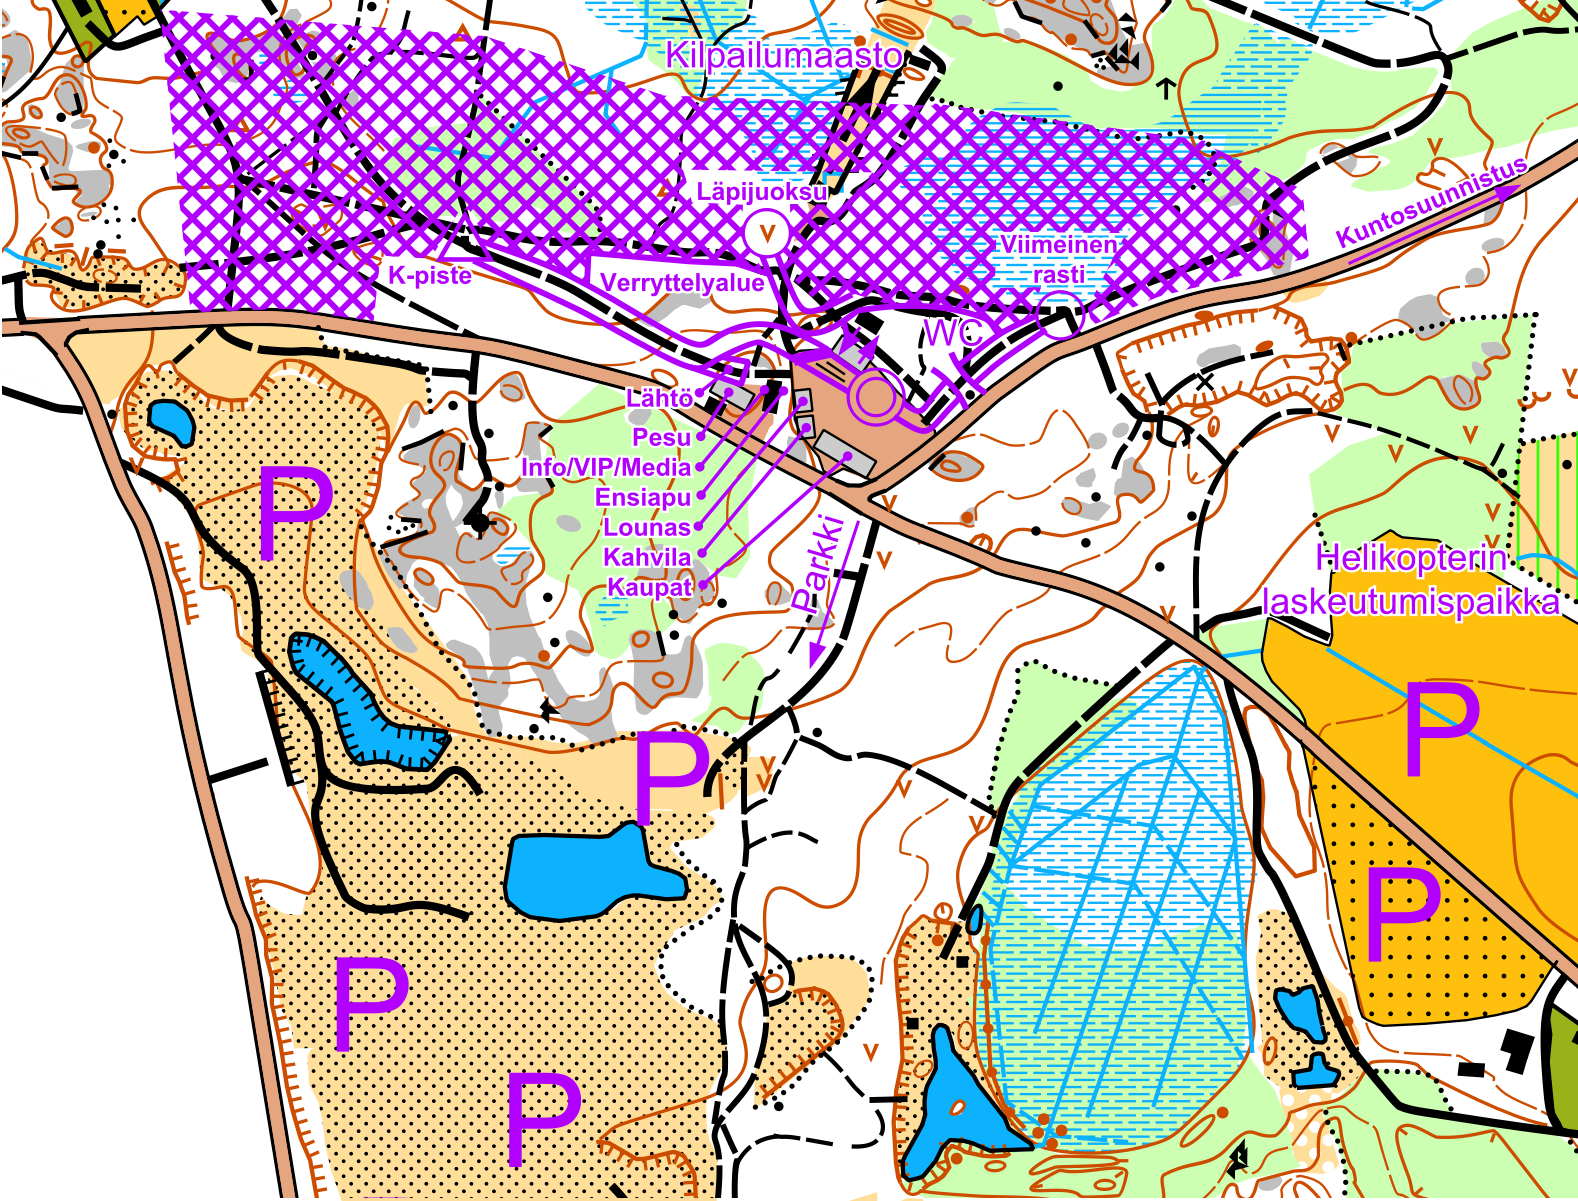 Kilpailumaasto
Läpijuoksu
Kuntosuunnistus
Viimeinen
rasti
K-piste
Verryttelyalue
WC
Lähtö
Pesu
Info/VIP/Media
Ensiapu
Lounas
Kahvila
Kaupat
Parkki
P
Helikopterin
laskeutumispaikka
P
P
P
P
P